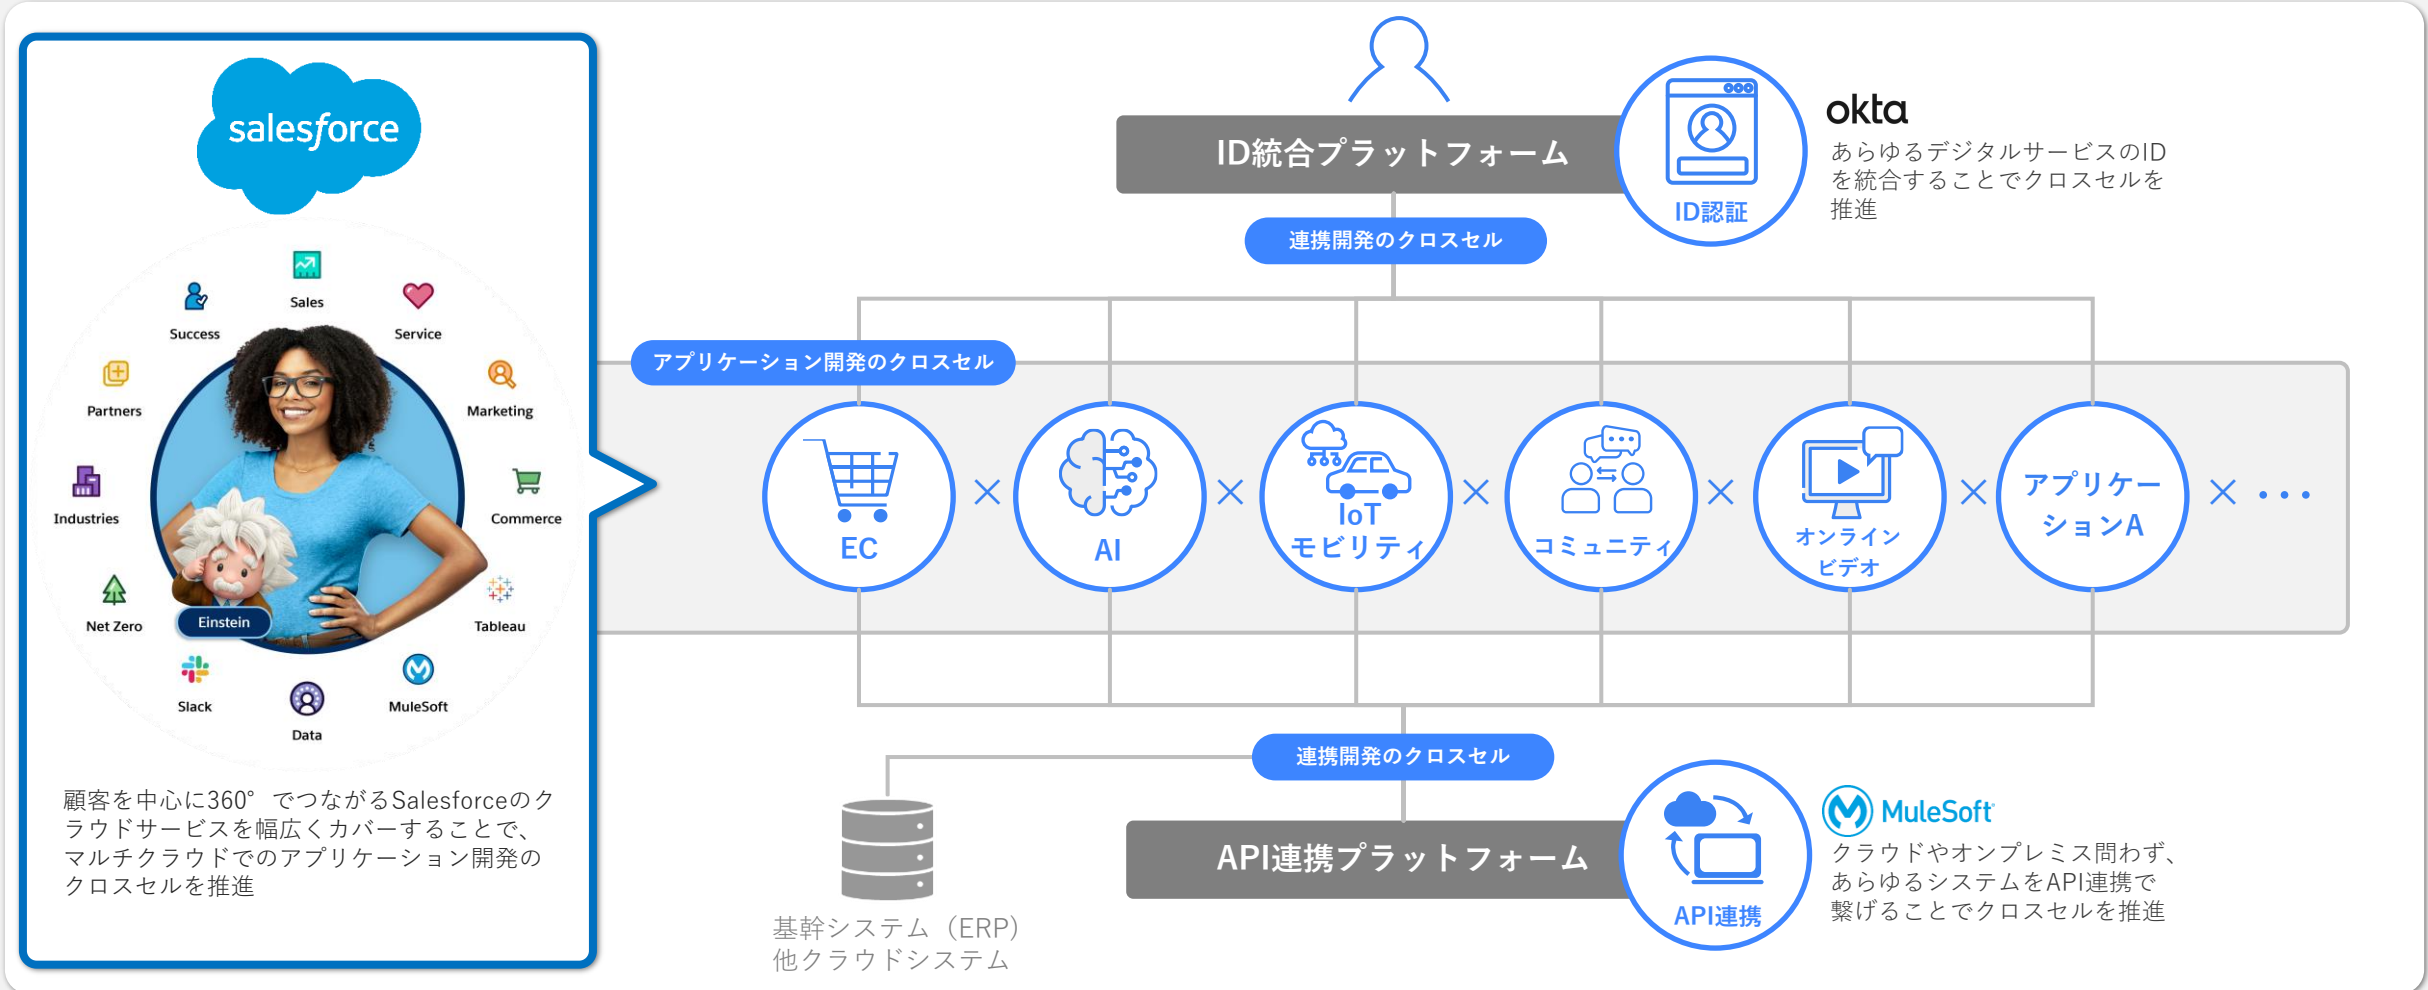 salesforce
Sales
Success
Service
Partners
Marketing
Industries
Commerce
Net Zero
Einstein
Tableau
Slack
MuleSoft
Data
顧客を中心に360°でつながるSalesforceのク
ラウドサービスを幅広くカバーすることで、
マルチクラウドでのアプリケーション開発の
クロスセルを推進
ID統合プラットフォーム
ID認証
okta
あらゆるデジタルサービスのID
を統合することでクロスセルを
推進
連携開発のクロスセル
アプリケーション開発のクロスセル
EC
×
AI
×
IoT
モビリティ
×
コミュニティ
×
オンライン
ビデオ
×
アプリケー
ションA
× ・・・
連携開発のクロスセル
基幹システム（ERP）
他クラウドシステム
API連携プラットフォーム
API連携
MuleSoft
クラウドやオンプレミス問わず、
あらゆるシステムをAPI連携で
繋げることでクロスセルを推進